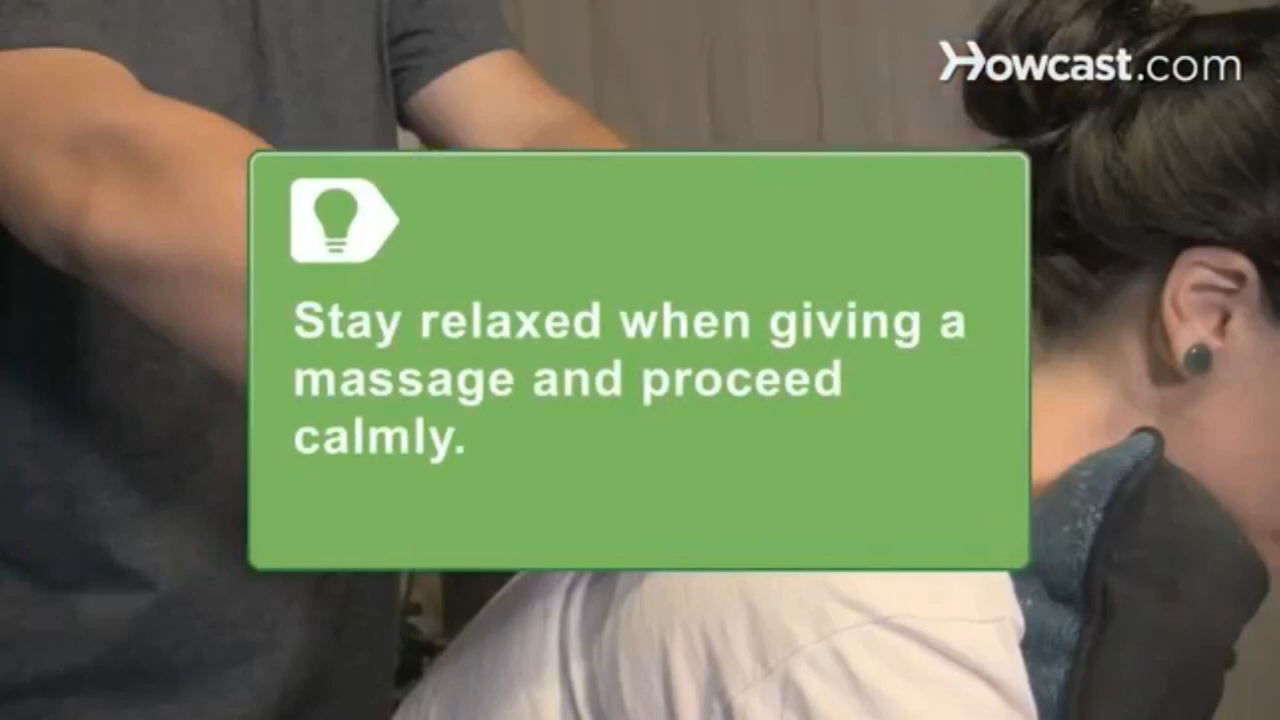 Howcast.com
Stay relaxed when giving a
massage and proceed
calmly.